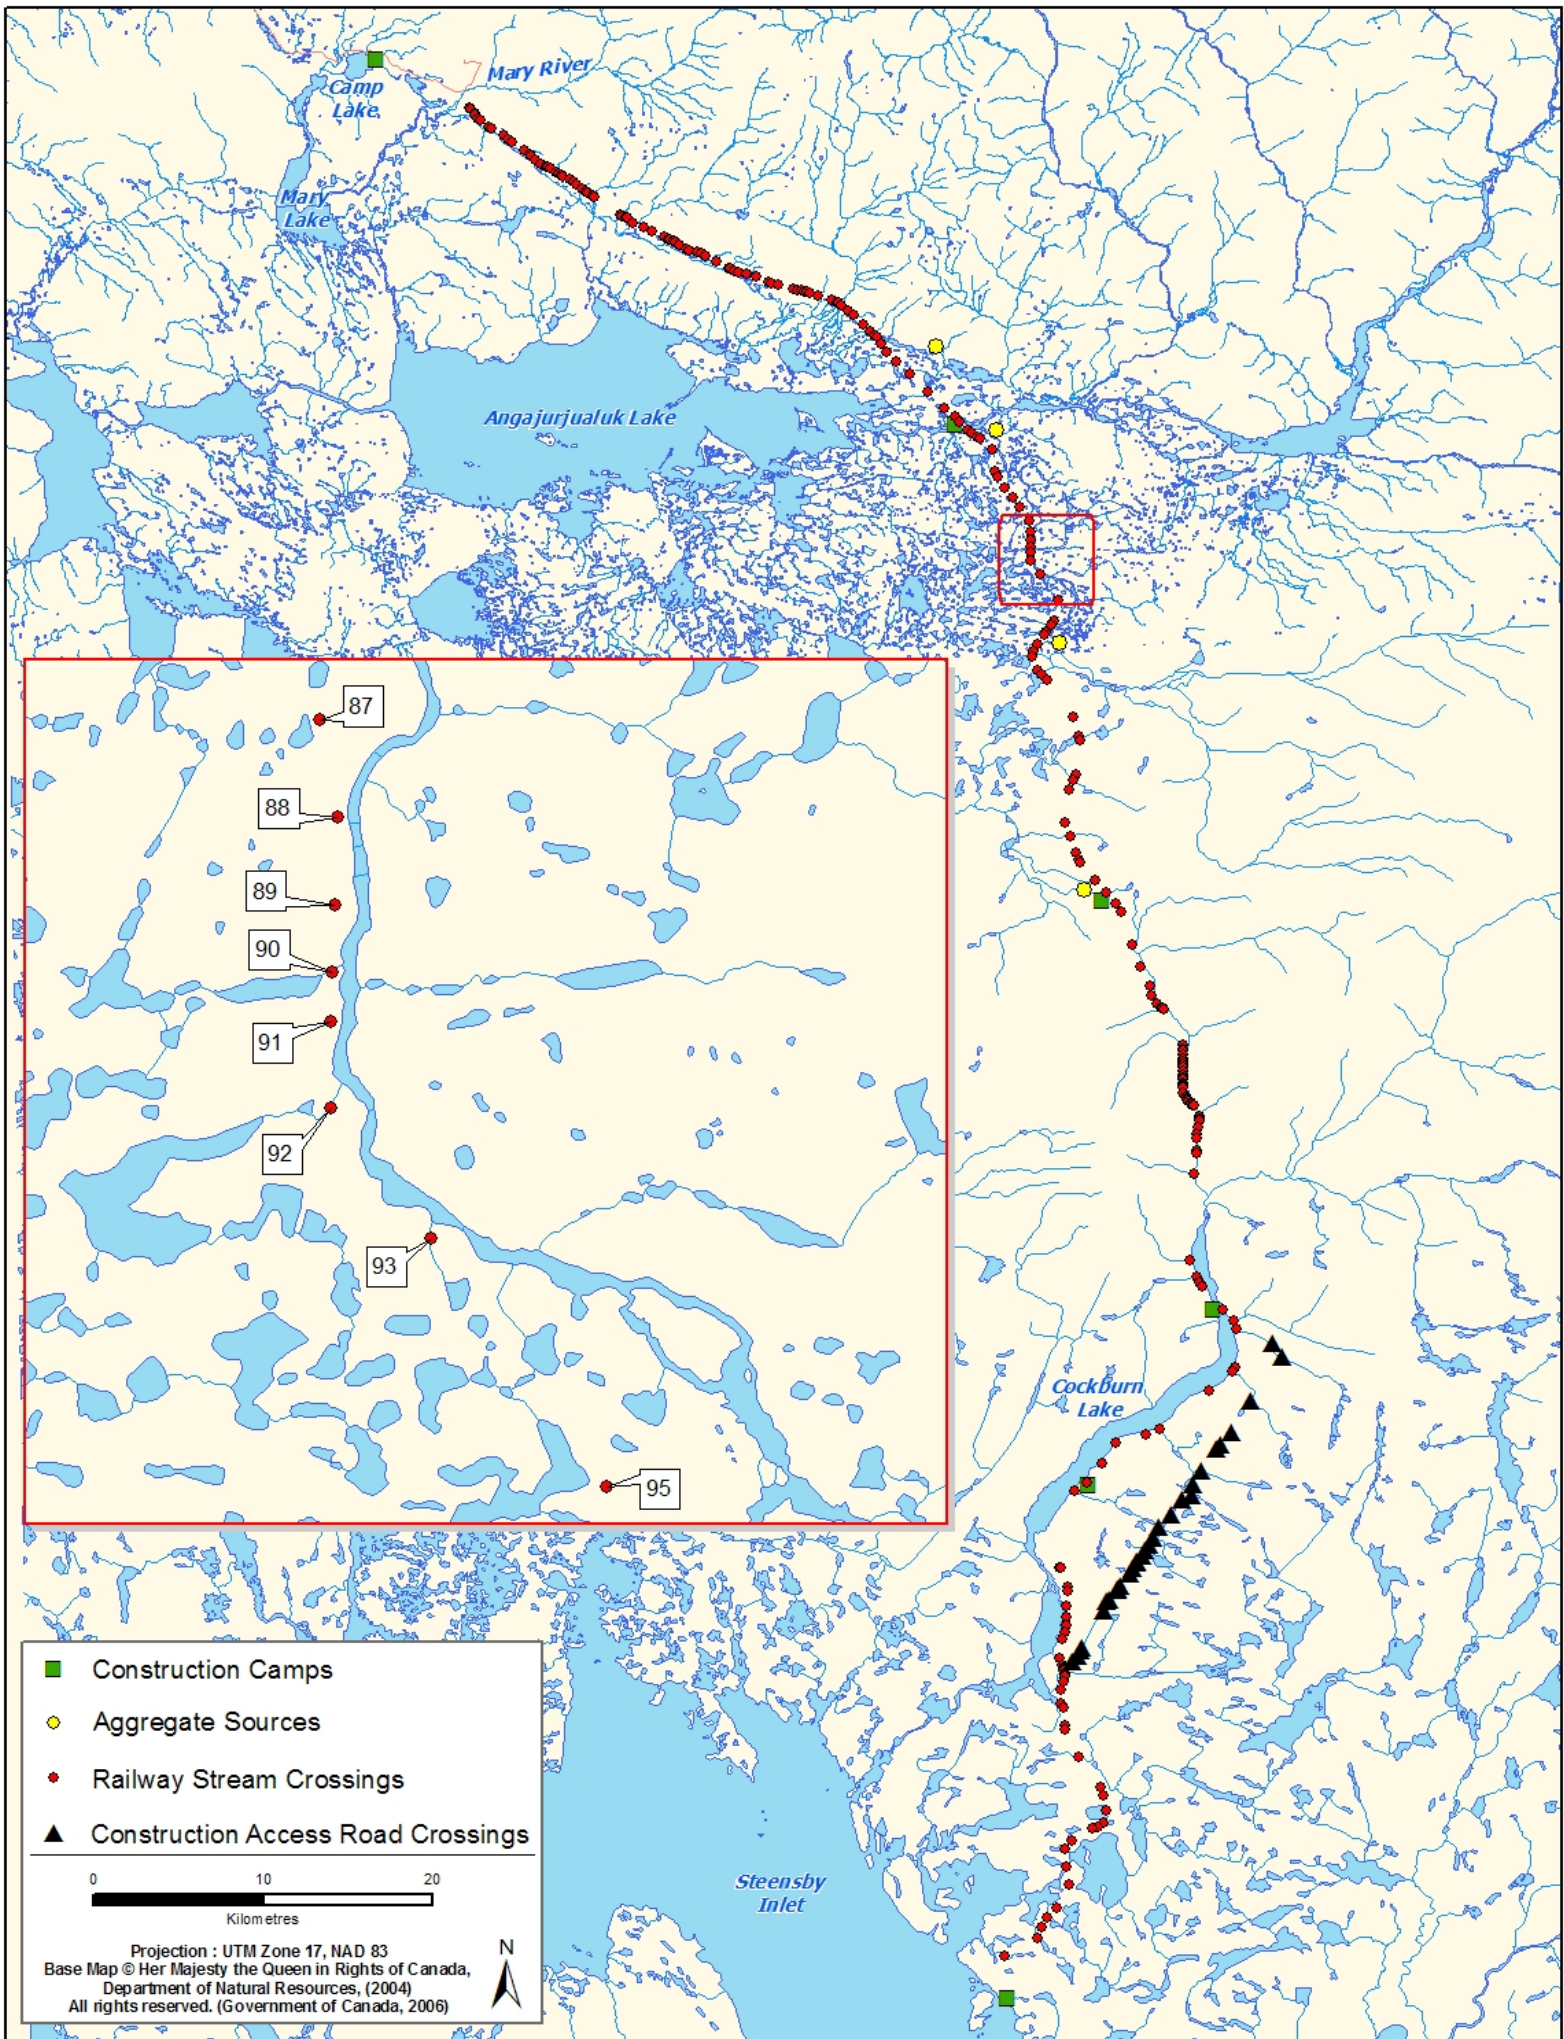 Mary River
Camp
Lake
Mary
Lake
Angajurjualuk Lake
87
88
89
90
91
92
93
95
Cockburn
Lake
Steensby
Inlet
Construction Camps
Aggregate Sources
Railway Stream Crossings
Construction Access Road Crossings
0 10 20
Kilometres
Projection : UTM Zone 17, NAD 83
Base Map © Her Majesty the Queen in Rights of Canada,
Department of Natural Resources, (2004)
All rights reserved. (Government of Canada, 2006)
N